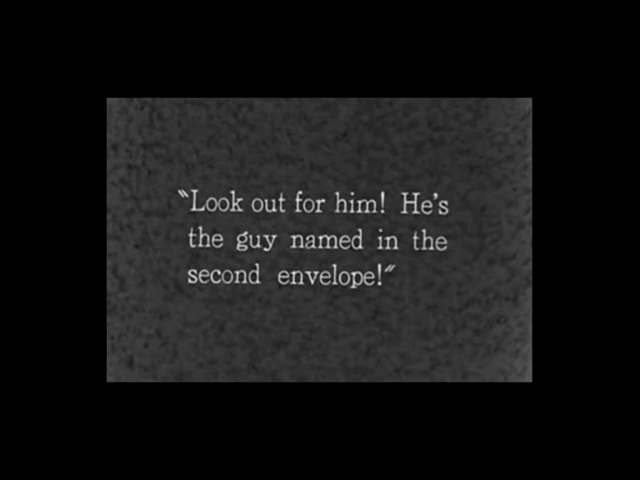 "Look out for him! He's
the guy named in the
second envelope!"